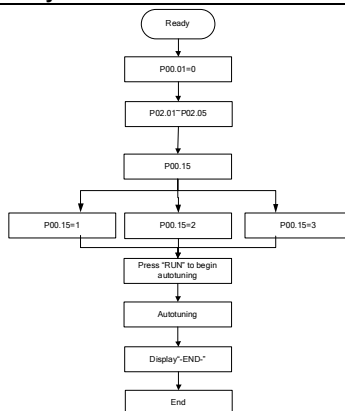 Ready
P00.01=0
P02.01~P02.05
P00.15
P00.15=1
P00.15=2
P00.15=3
Press “RUN” to begin
autotuning
Autotuning
Display“-END-”
End